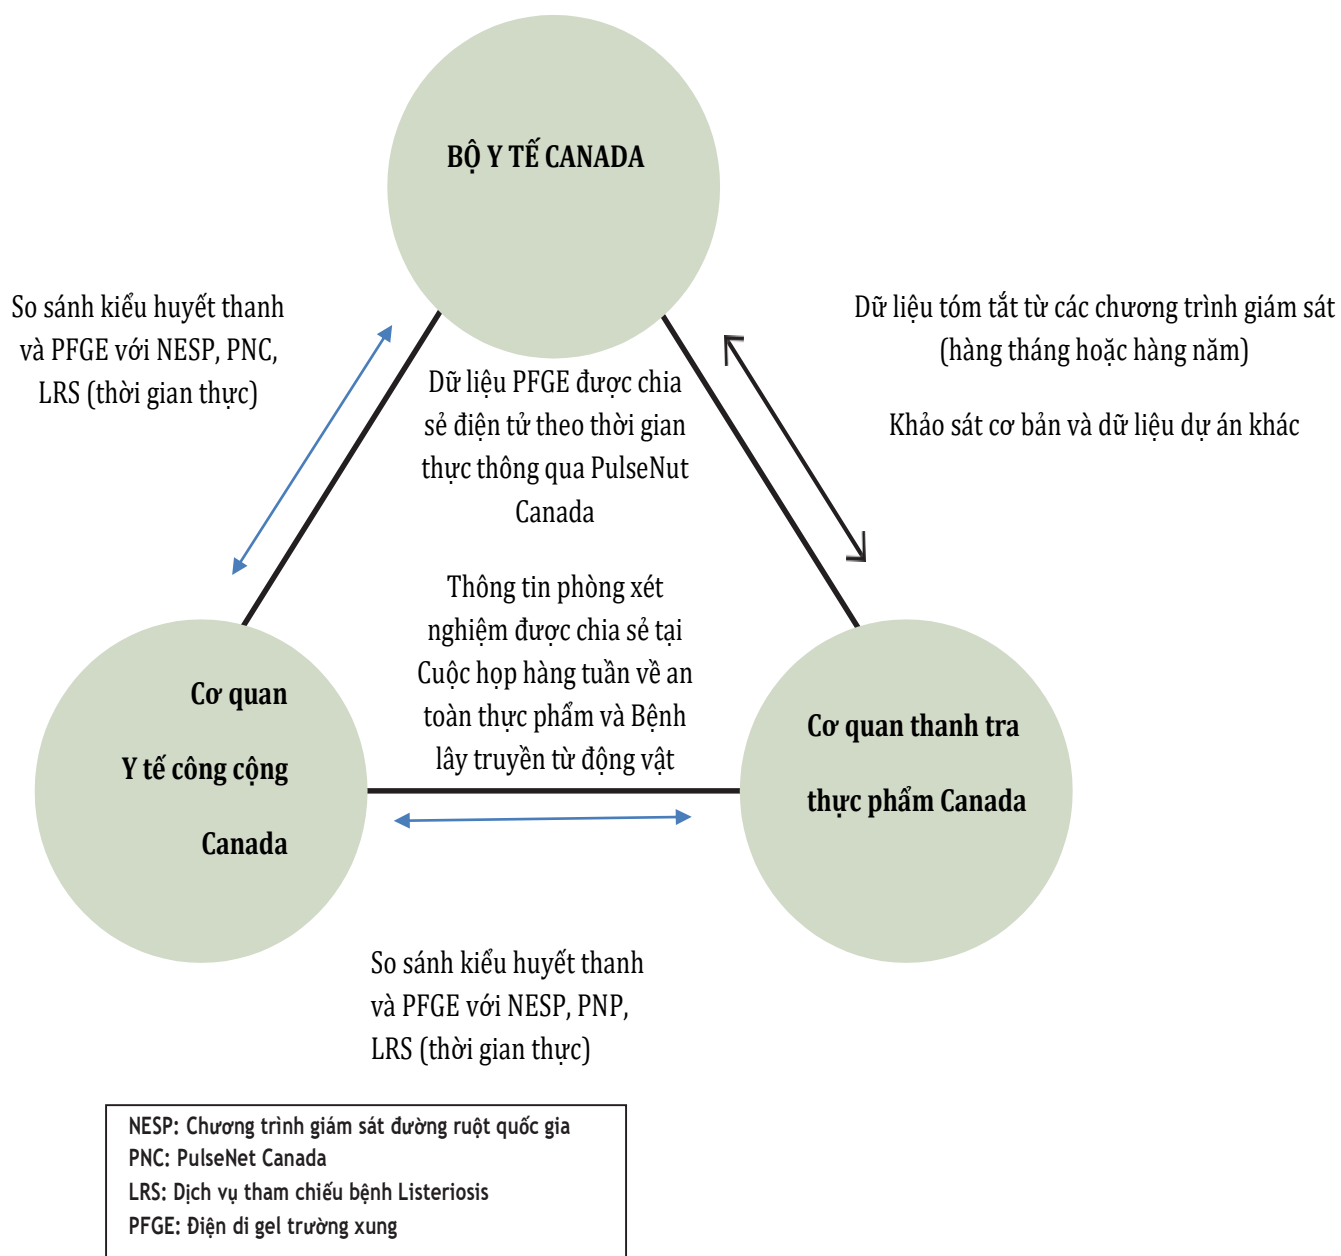 BỘ Y TẾ CANADA
So sánh kiểu huyết thanh
và PFGE với NESP, PNC,
LRS (thời gian thực)
Dữ liệu tóm tắt từ các chương trình giám sát
(hàng tháng hoặc hàng năm)
Khảo sát cơ bản và dữ liệu dự án khác
Dữ liệu PFGE được chia
sẻ điện tử theo thời gian
thực thông qua PulseNut
Canada
Thông tin phòng xét
nghiệm được chia sẻ tại
Cuộc họp hàng tuần về an
toàn thực phẩm và Bệnh
lây truyền từ động vật
Cơ quan
Y tế công cộng
Canada
Cơ quan thanh tra
thực phẩm Canada
So sánh kiểu huyết thanh
và PFGE với NESP, PNP,
LRS (thời gian thực)
NESP: Chương trình giám sát đường ruột quốc gia
PNC: PulseNet Canada
LRS: Dịch vụ tham chiếu bệnh Listeriosis
PFGE: Điện di gel trường xung